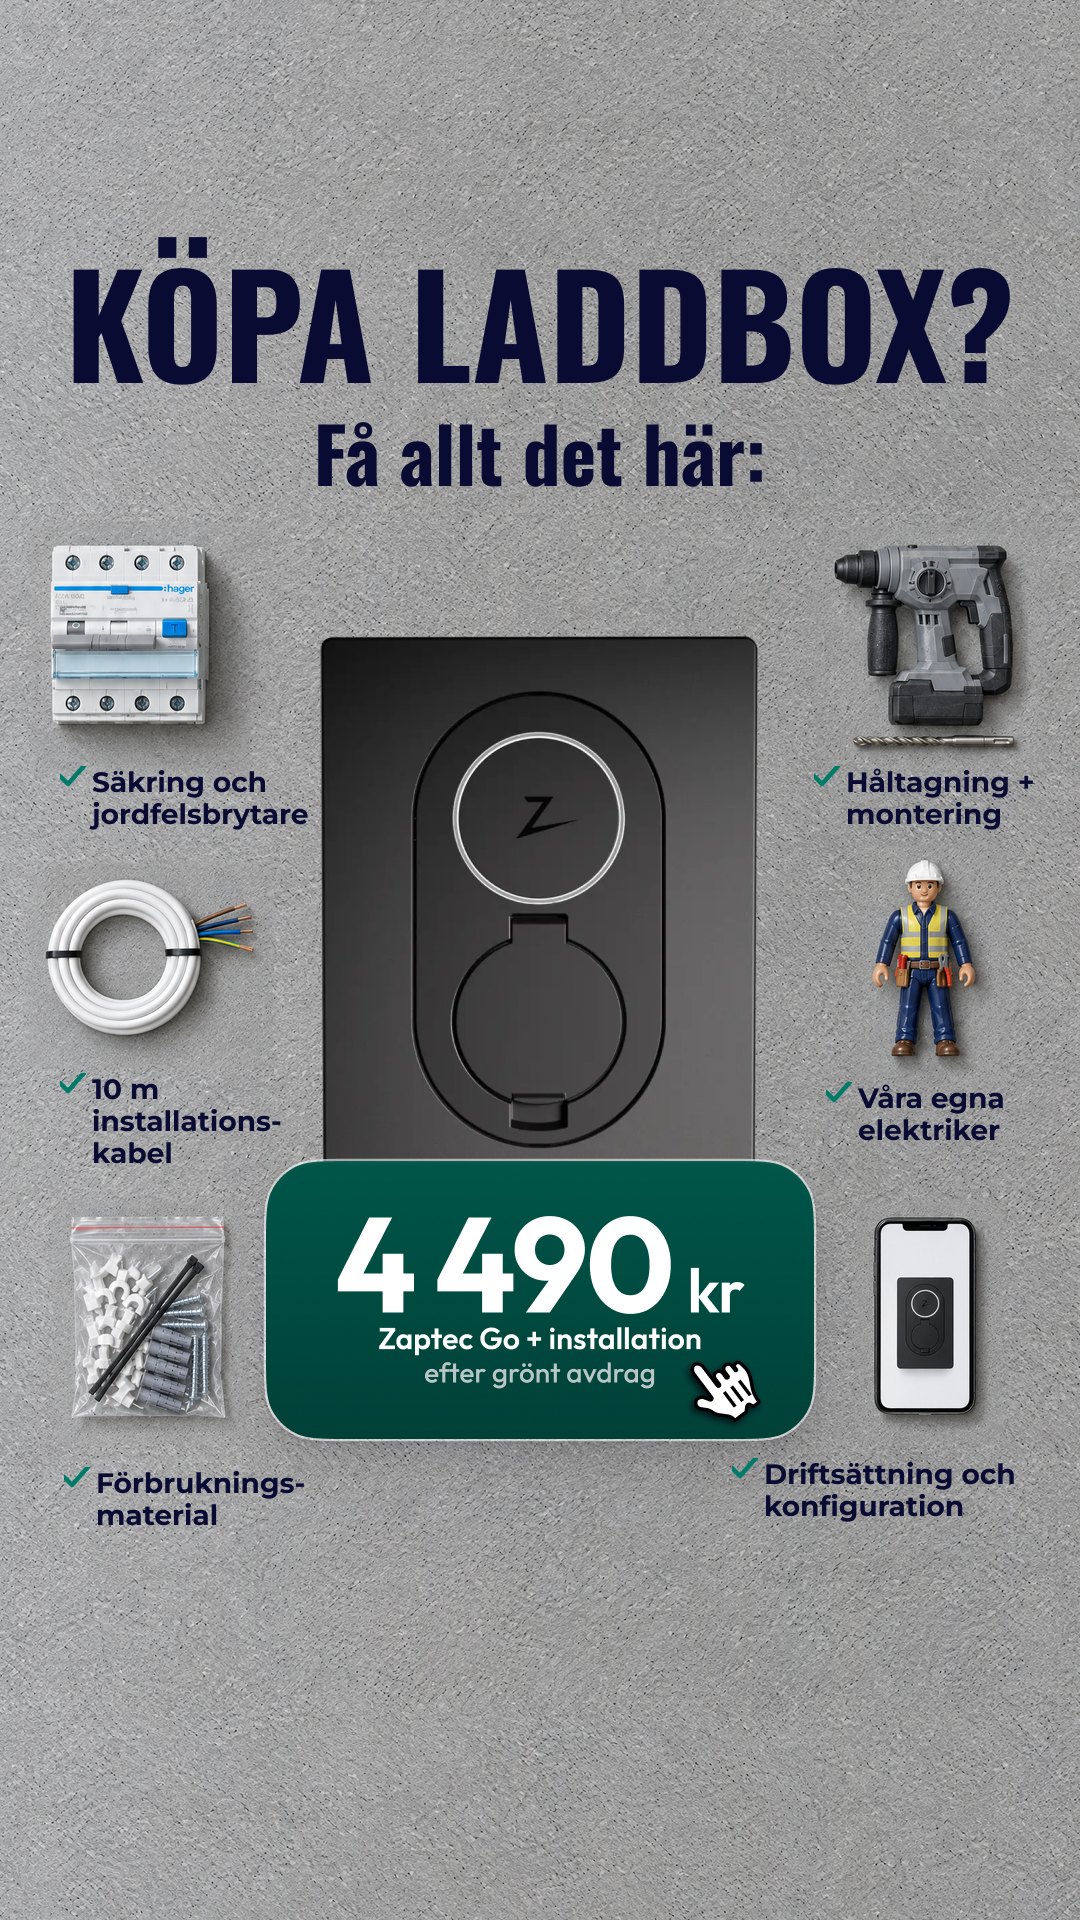 KÖPA LADDBOX?
Få allt det här:
:hager
Säkring och
jordfelsbrytare
Håltagning +
montering
10 m
installations-
kabel
Våra egna
elektriker
4 490 kr
Zaptec Go + installation
efter grönt avdrag
Förbruknings-
material
Driftsättning och
konfiguration